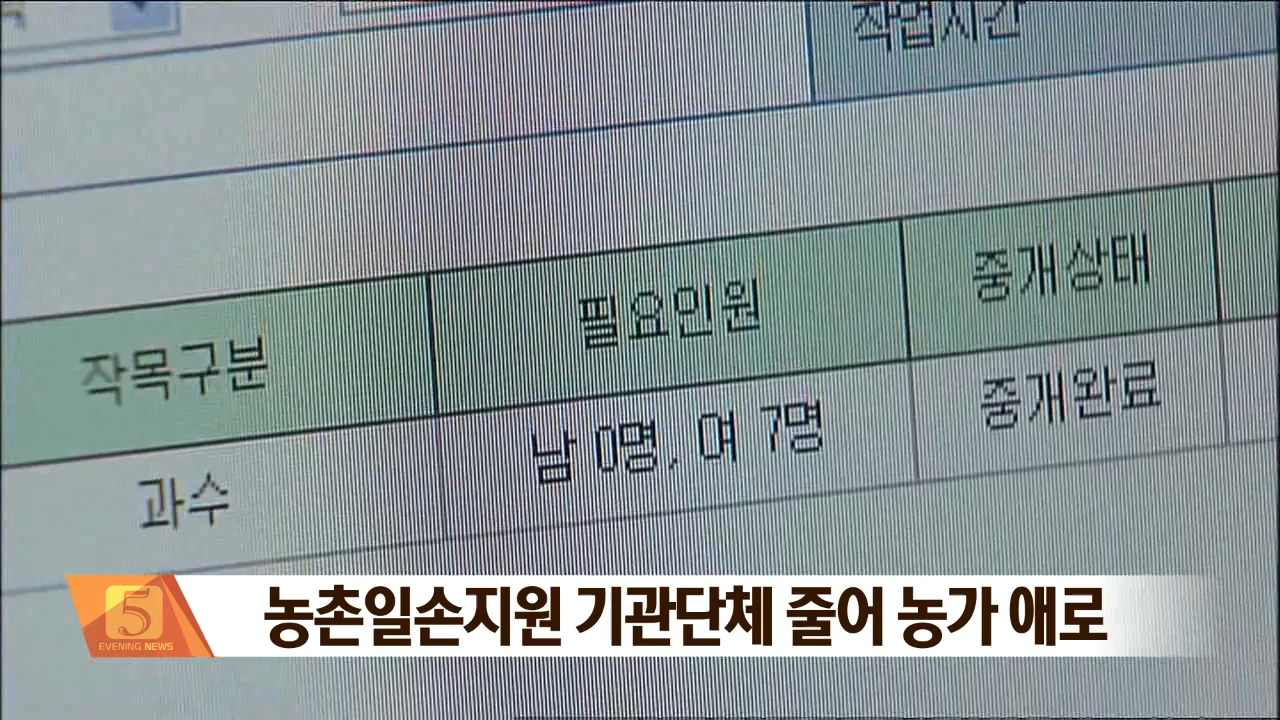 작업시간
작목구분 필요인원 중개상태
과수 남 0명, 여 7명 중개완료
5 농촌일손지원 기관단체 줄어 농가 애로
EVENING NEWS